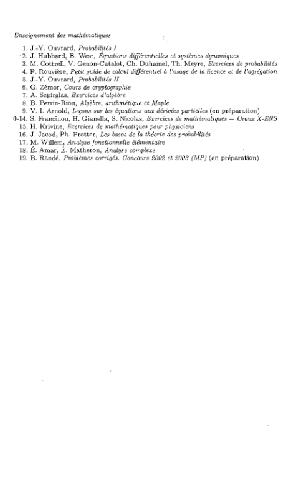 Enseignement des mathématiques
1. J.-Y. Ouvrard, Probabilités I
2. J. Hubbard, B. West, Équations différentielles et systèmes dynamiques
3. M. Cottrell, V. Genon-Catalot, Ch. Duhamel, Th. Meyre, Exercices de probabilités
4. F. Rouvière, Petit guide de calcul différentiel à l'usage de la licence et de l'agrégation
5. J.-Y. Ouvrard, Probabilités II
6. G. Zémor, Cours de cryptographie
7. A. Szpirglas, Exercices d'algèbre
8. B. Perrin-Riou, Algèbre, arithmétique et Maple
9. V. I. Arnold, Leçons sur les équations aux dérivées partielles (en préparation)
0-14. S. Francinou, H. Gianella, S. Nicolas, Exercices de mathématiques – Oraux X-ENS
15. H. Krivine, Exercices de mathématiques pour physiciens
16. J. Jacod, Ph. Protter, Les bases de la théorie des probabilités
17. M. Willem, Analyse fonctionnelle élémentaire
18. É. Amar, É. Matheron, Analyse complexe
19. B. Randé, Problèmes corrigés. Concours 2002 et 2003 (MP) (en préparation)